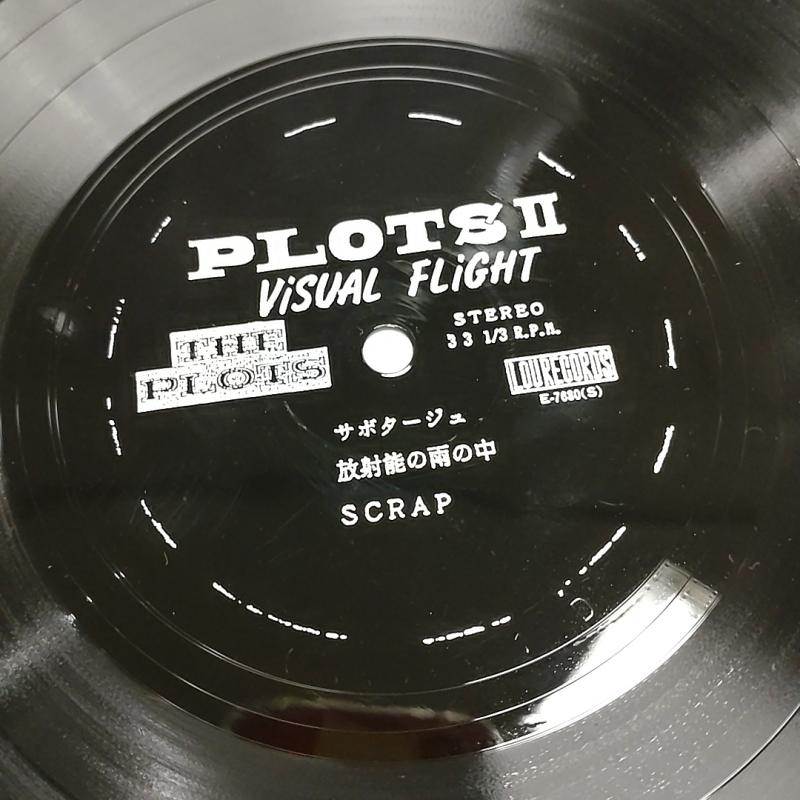 PLOTS II
ViSUAL FLiGHT
STEREO
33 1/3 R.P.M.
THE
PLOTS
LOURECORDS
E-7680(S)
サボタージュ
放射能の雨の中
SCRAP